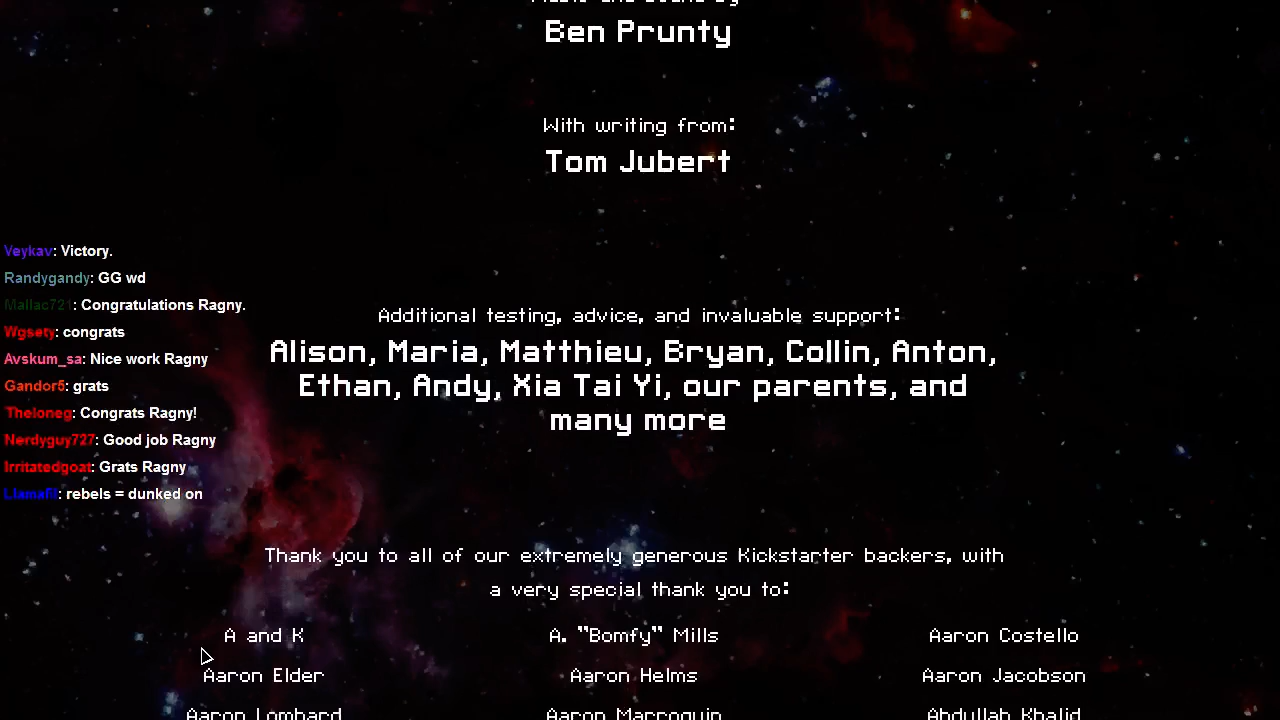 Ben Prunty
With writing from:
Tom Jubert
Veykav: Victory.
Randygandy: GG wd
Mallac721: Congratulations Ragny.
Wgsety: congrats
Avskum_sa: Nice work Ragny
Gandor5: grats
Theloneg: Congrats Ragny!
Nerdyguy727: Good job Ragny
Irritatedgoat: Grats Ragny
: rebels = dunked on
Additional testing, advice, and invaluable support:
Alison, Maria, Matthieu, Bryan, Collin, Anton,
Ethan, Andy, Xia Tai Yi, our parents, and
many more
Thank you to all of our extremely generous Kickstarter backers, with
a very special thank you to:
A and K A. "Bomfy" Mills Aaron Costello
Aaron Elder Aaron Helms Aaron Jacobson
Aaron Lombard Aaron Marroquin Abdullah Khalid